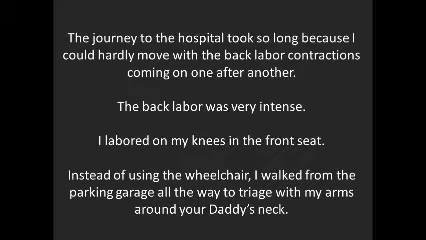 The journey to the hospital took so long because I
could hardly move with the back labor contractions
coming on one after another.
The back labor was very intense.
I labored on my knees in the front seat.
Instead of using the wheelchair, I walked from the
parking garage all the way to triage with my arms
around your Daddy's neck.